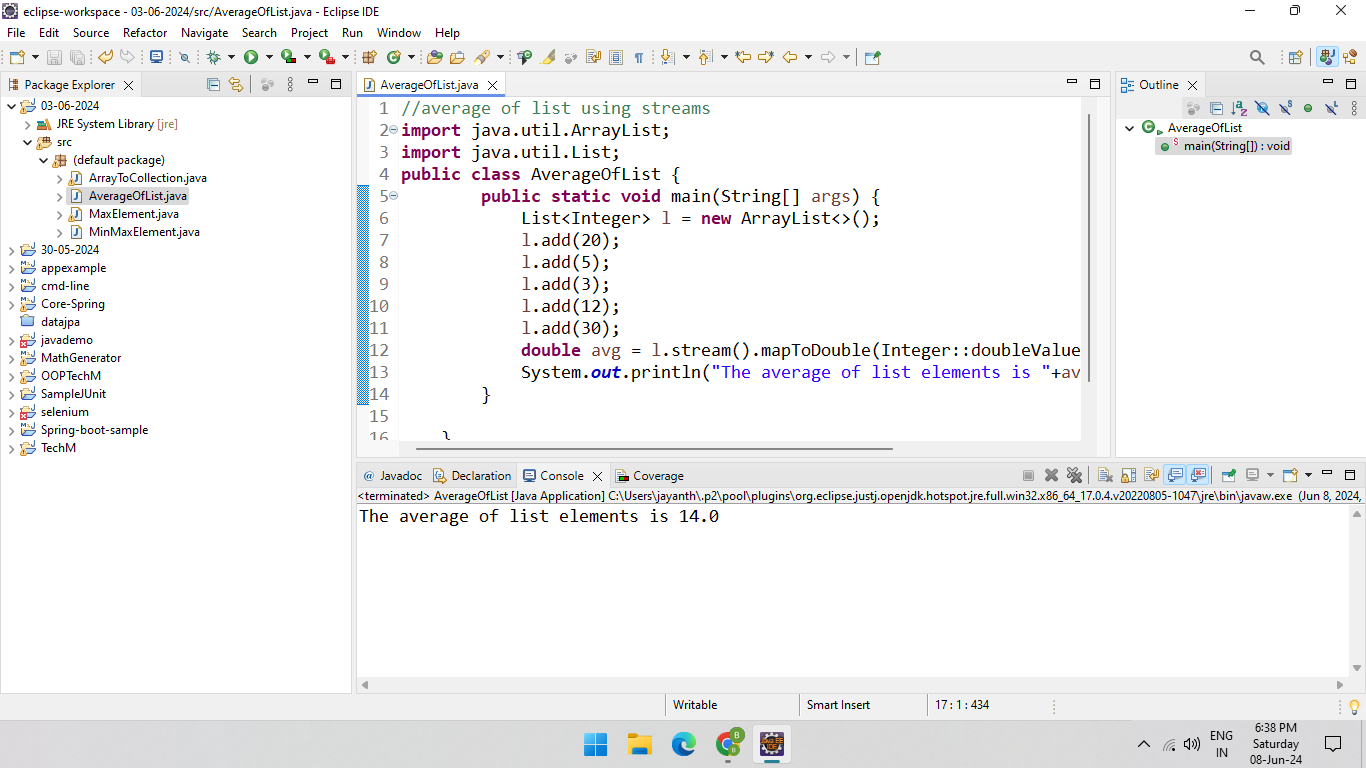 eclipse-workspace - 03-06-2024/src/AverageOfList.java - Eclipse IDE
File Edit Source Refactor Navigate Search Project Run Window Help
Package Explorer
03-06-2024
JRE System Library [jre]
src
(default package)
ArrayToCollection.java
AverageOfList.java
MaxElement.java
MinMaxElement.java
30-05-2024
appexample
cmd-line
Core-Spring
datajpa
javademo
MathGenerator
OOPTechM
SampleJUnit
selenium
Spring-boot-sample
TechM
AverageOfList.java
1 //average of list using streams
2 import java.util.ArrayList;
3 import java.util.List;
4 public class AverageOfList {
5 public static void main(String[] args) {
6 List<Integer> l = new ArrayList<>();
7 l.add(20);
8 l.add(5);
9 l.add(3);
10 l.add(12);
11 l.add(30);
12 double avg = l.stream().mapToDouble(Integer::doubleValue
13 System.out.println("The average of list elements is "+av
14 }
15
16 }
Outline
AverageOfList
main(String[]) : void
Javadoc Declaration Console Coverage
<terminated> AverageOfList [Java Application] C:\Users\jayanth\.p2\pool\plugins\org.eclipse.justj.openjdk.hotspot.jre.full.win32.x86_64_17.0.4.v20220805-1047\jre\bin\javaw.exe (Jun 8, 2024,
The average of list elements is 14.0
Writable Smart Insert 17 : 1 : 434
ENG
IN
6:38 PM
Saturday
08-Jun-24